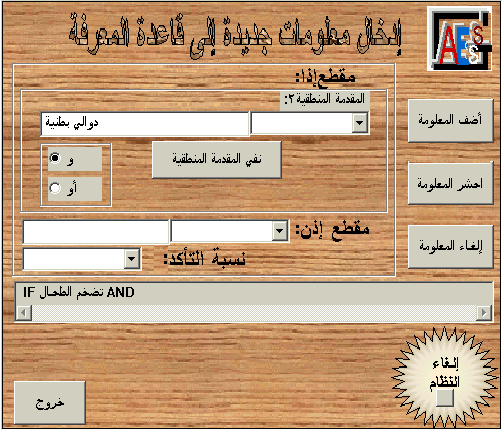 إدخال معلومات جديدة إلى قاعدة المعرفة
AES
مقطع إذا:
المقدمة المنطقية ٢:
دوالي بطنية
و
أو
نفي المقدمة المنطقية
مقطع إذن:
نسبة التأكد:
أضف المعلومة
احشر المعلومة
إلغاء المعلومة
IF تضخم الطحال AND
إلغاء
النظام
خروج